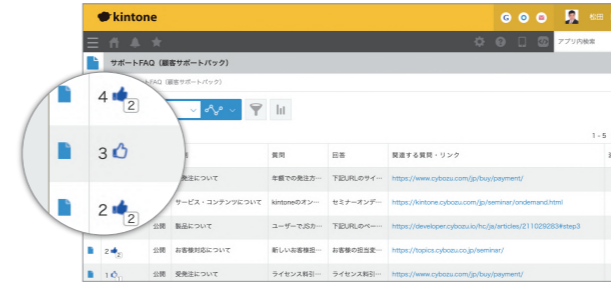 kintone
G
松田
アプリ内検索
サポートFAQ（顧客サポートパック）
FAQ（顧客サポートパック）
1 - 5
質問 回答 関連する質問・リンク
4 2
受発注について 年額での発注方… 下記URLのサイ… https://www.cybozu.com/jp/buy/payment/
3
サービス・コンテンツについて kintoneのオン… セミナーオンデ… https://kintone.cybozu.com/jp/seminar/ondemand.html
2 2
公開 製品について ユーザーでJSカ… 下記URLのペー… https://developer.cybozu.io/hc/ja/articles/211029283#step3
2 2 公開 お客様対応について 新しいお客様担… お客様の担当変… https://topics.cybozu.co.jp/seminar/
1 公開 受発注について ライセンス料引… ライセンス料引… https://www.cybozu.com/jp/buy/payment/